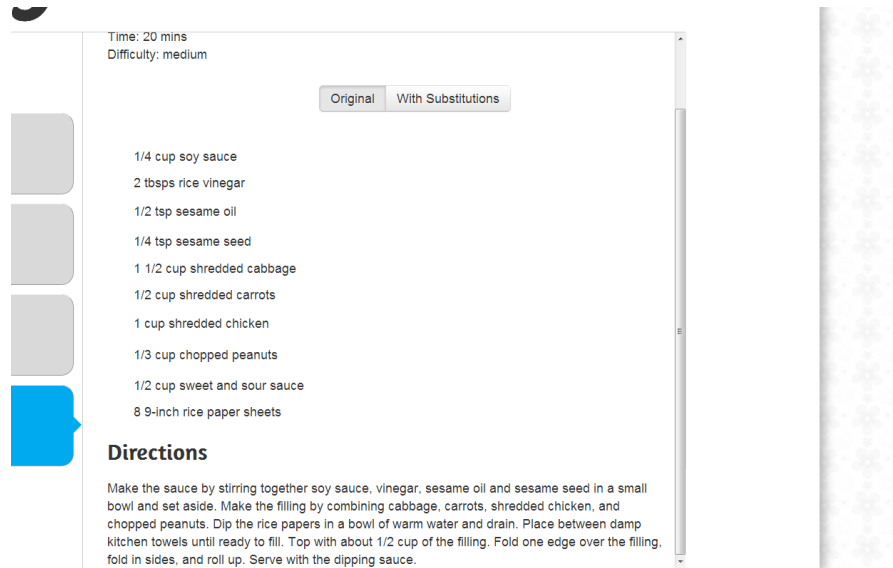 Time: 20 mins
Difficulty: medium
Original With Substitutions
1/4 cup soy sauce
2 tbsps rice vinegar
1/2 tsp sesame oil
1/4 tsp sesame seed
1 1/2 cup shredded cabbage
1/2 cup shredded carrots
1 cup shredded chicken
1/3 cup chopped peanuts
1/2 cup sweet and sour sauce
8 9-inch rice paper sheets
Directions
Make the sauce by stirring together soy sauce, vinegar, sesame oil and sesame seed in a small
bowl and set aside. Make the filling by combining cabbage, carrots, shredded chicken, and
chopped peanuts. Dip the rice papers in a bowl of warm water and drain. Place between damp
kitchen towels until ready to fill. Top with about 1/2 cup of the filling. Fold one edge over the filling,
fold in sides, and roll up. Serve with the dipping sauce.